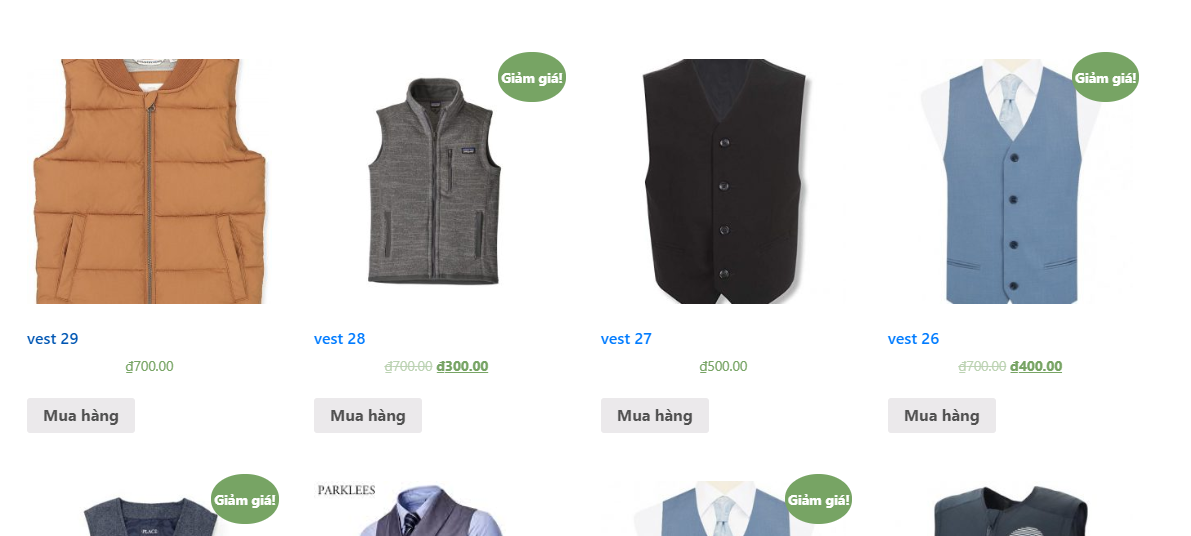 Giảm giá!
Giảm giá!
vest 29
vest 28
vest 27
vest 26
₫700.00
₫700.00 ₫300.00
₫500.00
₫700.00 ₫400.00
Mua hàng
Mua hàng
Mua hàng
Mua hàng
Giảm giá!
PARKLEES
Giảm giá!
PLACE